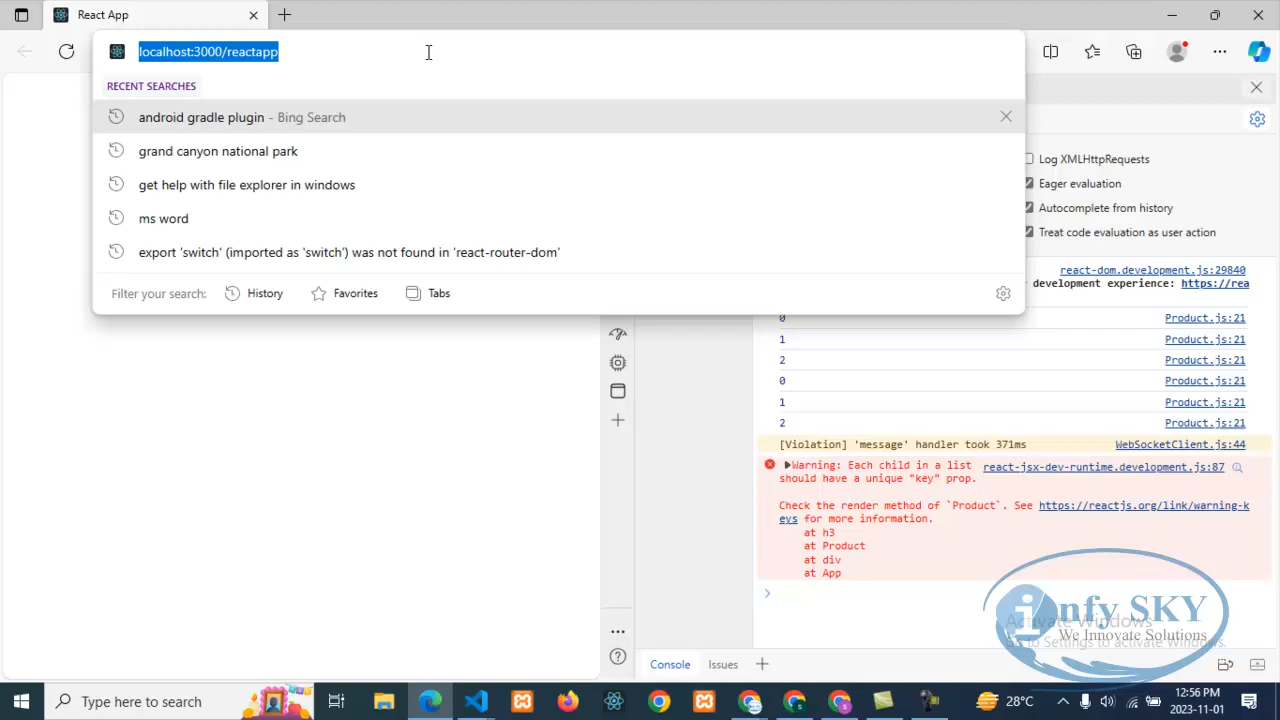 React App
localhost:3000/reactapp
RECENT SEARCHES
android gradle plugin - Bing Search
grand canyon national park
get help with file explorer in windows
ms word
export 'switch' (imported as 'switch') was not found in 'react-router-dom'
Filter your search: History Favorites Tabs
Log XMLHttpRequests
Eager evaluation
Autocomplete from history
Treat code evaluation as user action
react-dom.development.js:29840
development experience: https://rea
0 Product.js:21
1 Product.js:21
2 Product.js:21
0 Product.js:21
1 Product.js:21
2 Product.js:21
[Violation] 'message' handler took 371ms WebSocketClient.js:44
▶Warning: Each child in a list react-jsx-dev-runtime.development.js:87
should have a unique "key" prop.
Check the render method of `Product`. See https://reactjs.org/link/warning-k
eys for more information.
at h3
at Product
at div
at App
infy SKY
We Innovate Solutions
Activate Windows
Go to Settings to activate Windows.
Console Issues
Type here to search
28°C
12:56 PM
2023-11-01